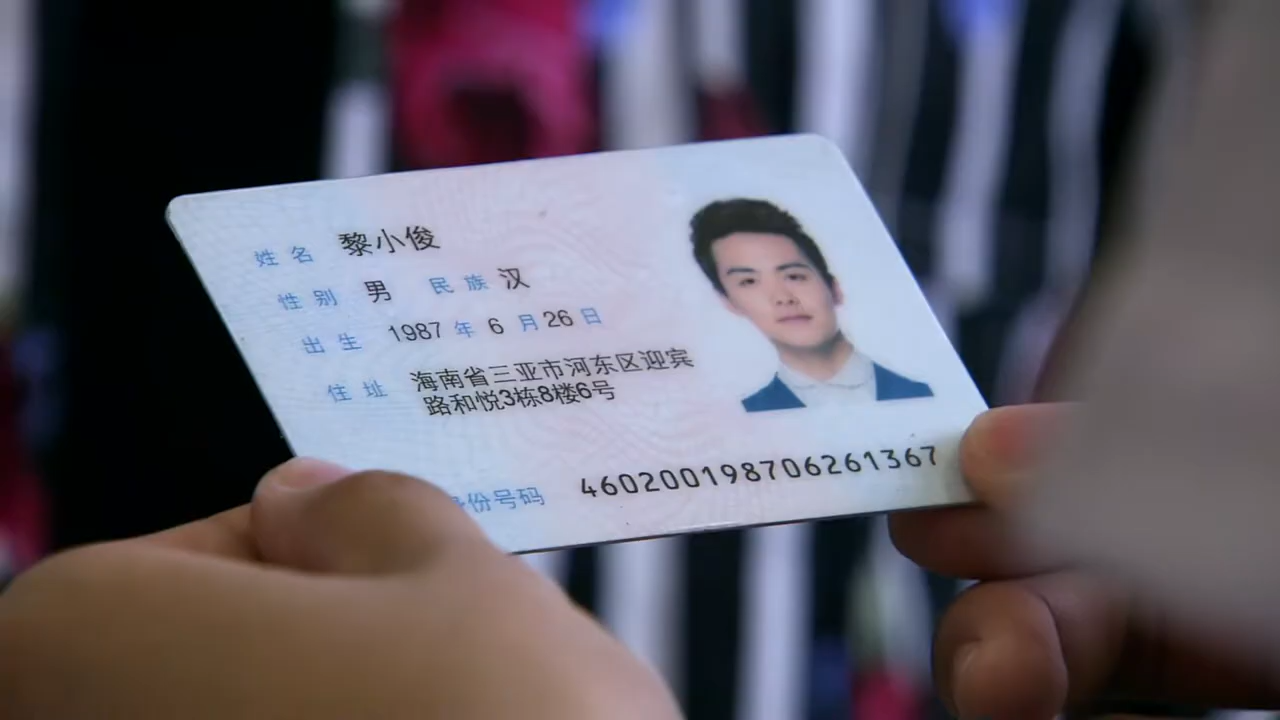 姓名 黎小俊
性别 男 民族 汉
出生 1987 年 6 月 26 日
住址 海南省三亚市河东区迎宾
路和悦3栋8楼6号
份号码 460200198706261367